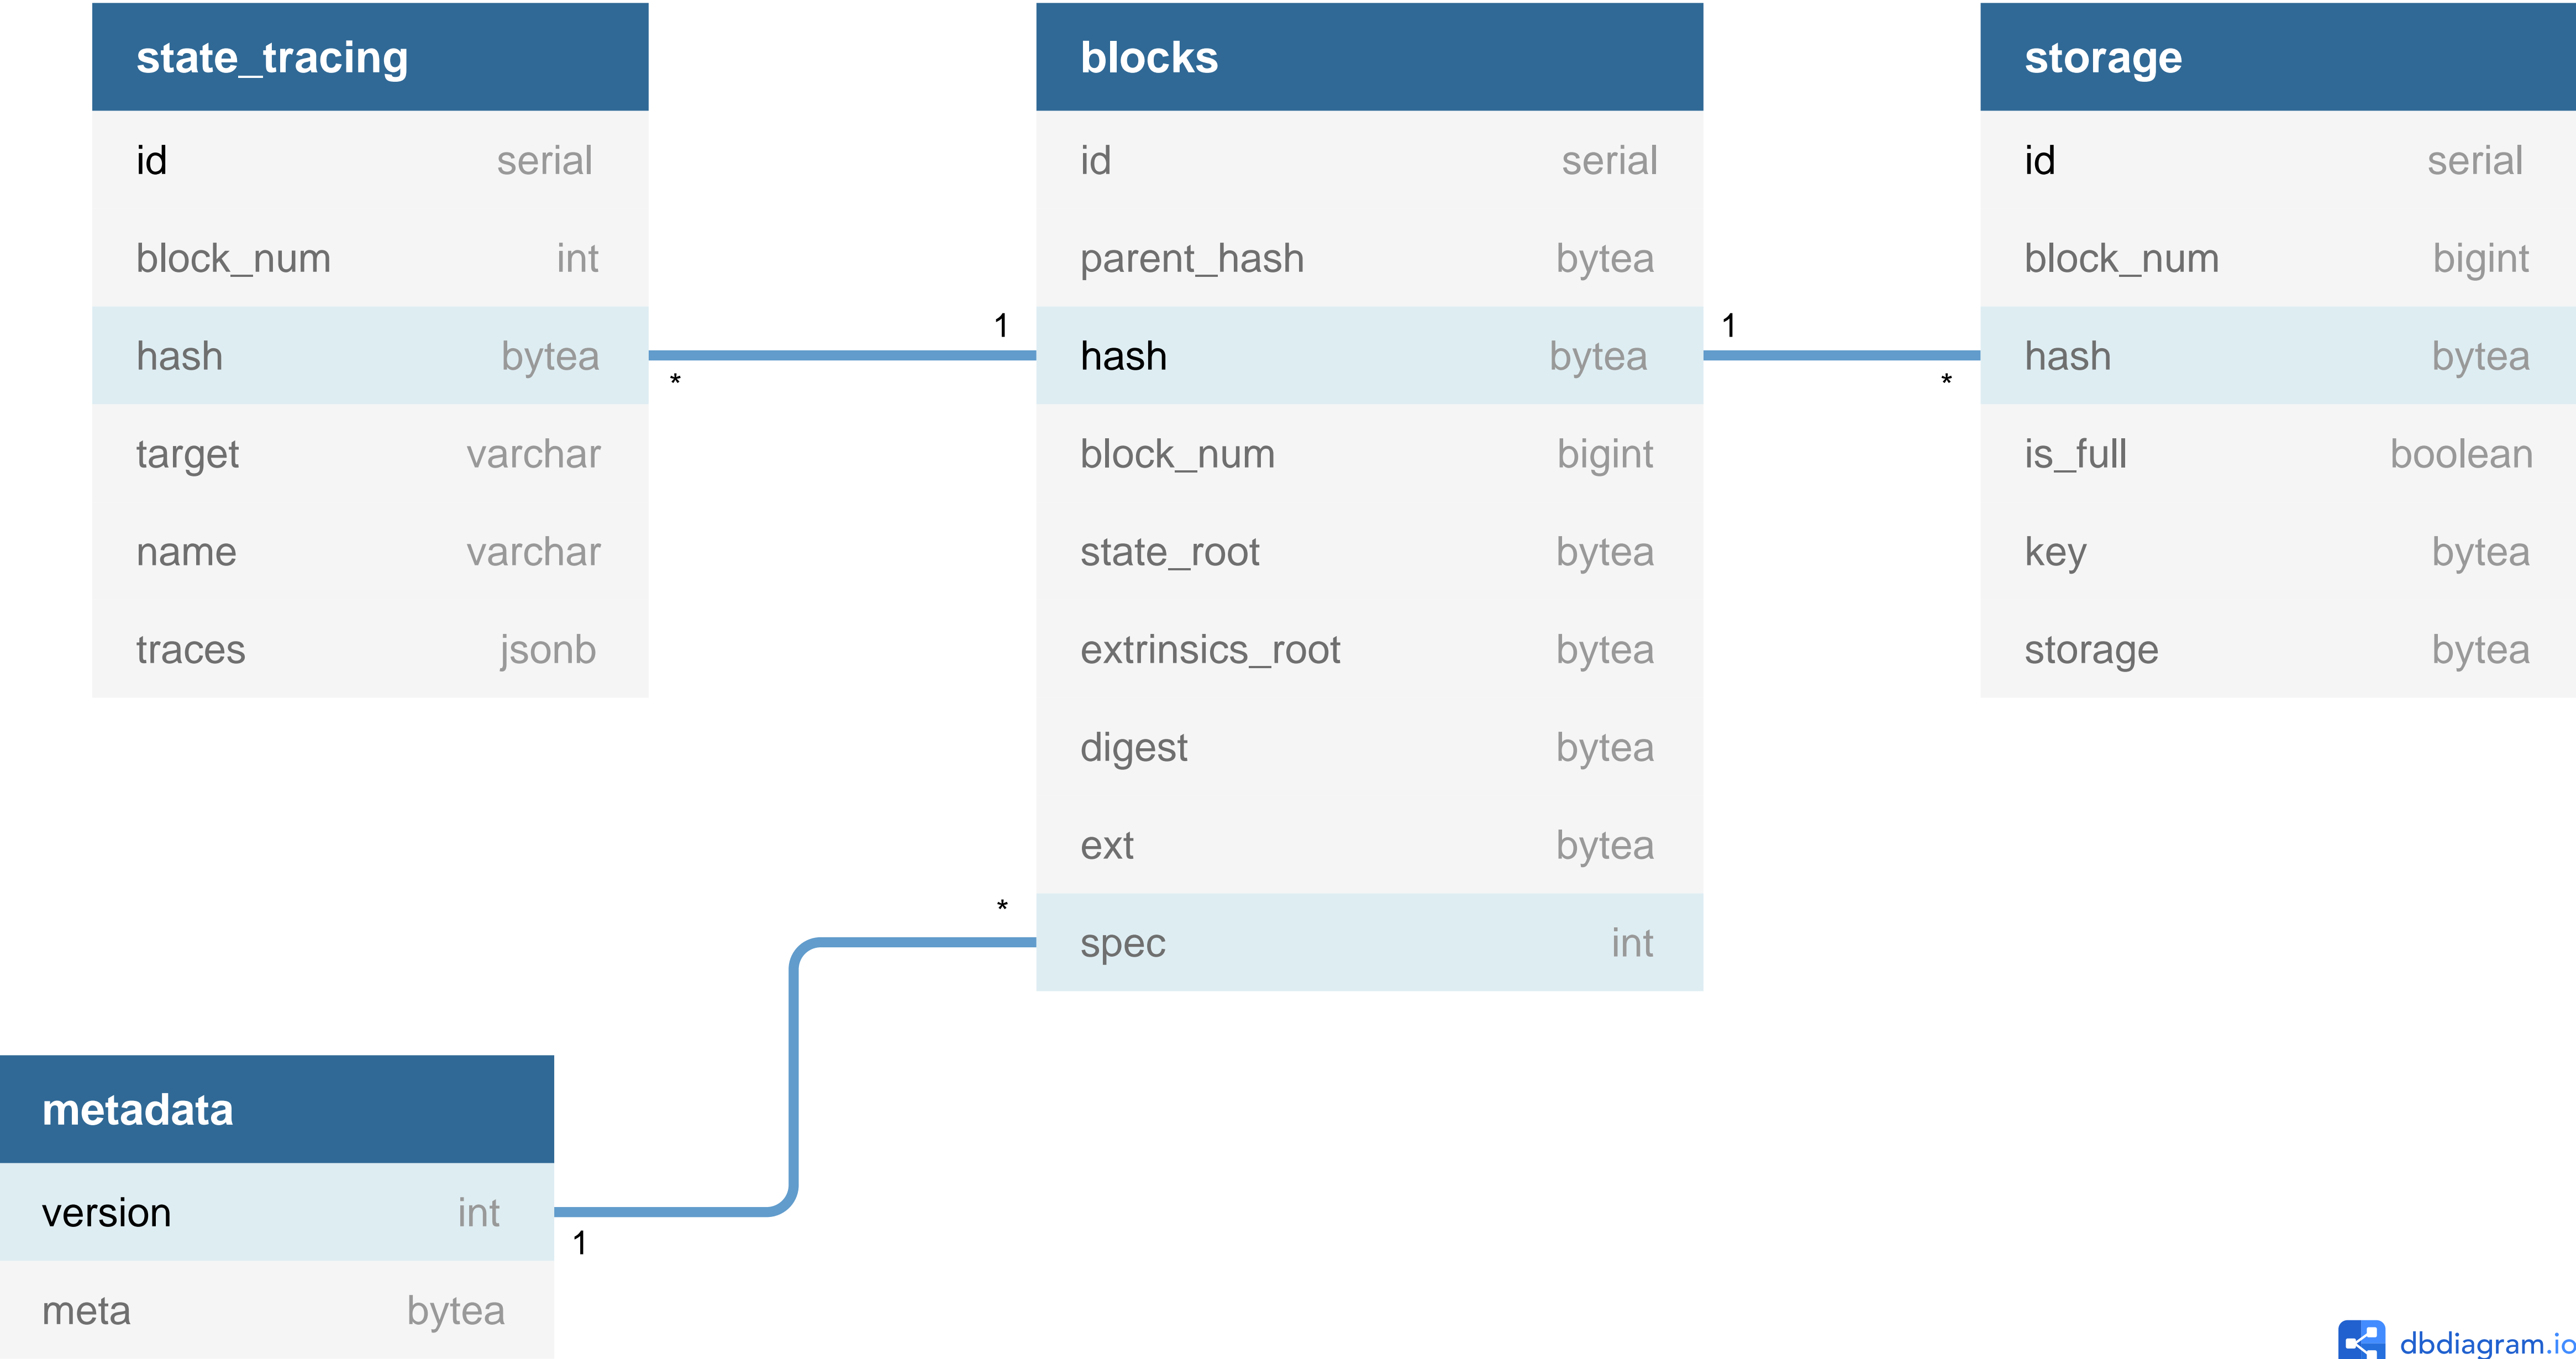 state_tracing
id serial
block_num int
hash bytea
target varchar
name varchar
traces jsonb
*
1
blocks
id serial
parent_hash bytea
hash bytea
block_num bigint
state_root bytea
extrinsics_root bytea
digest bytea
ext bytea
spec int
1
*
storage
id serial
block_num bigint
hash bytea
is_full boolean
key bytea
storage bytea
*
metadata
version int
meta bytea
1
dbdiagram.io